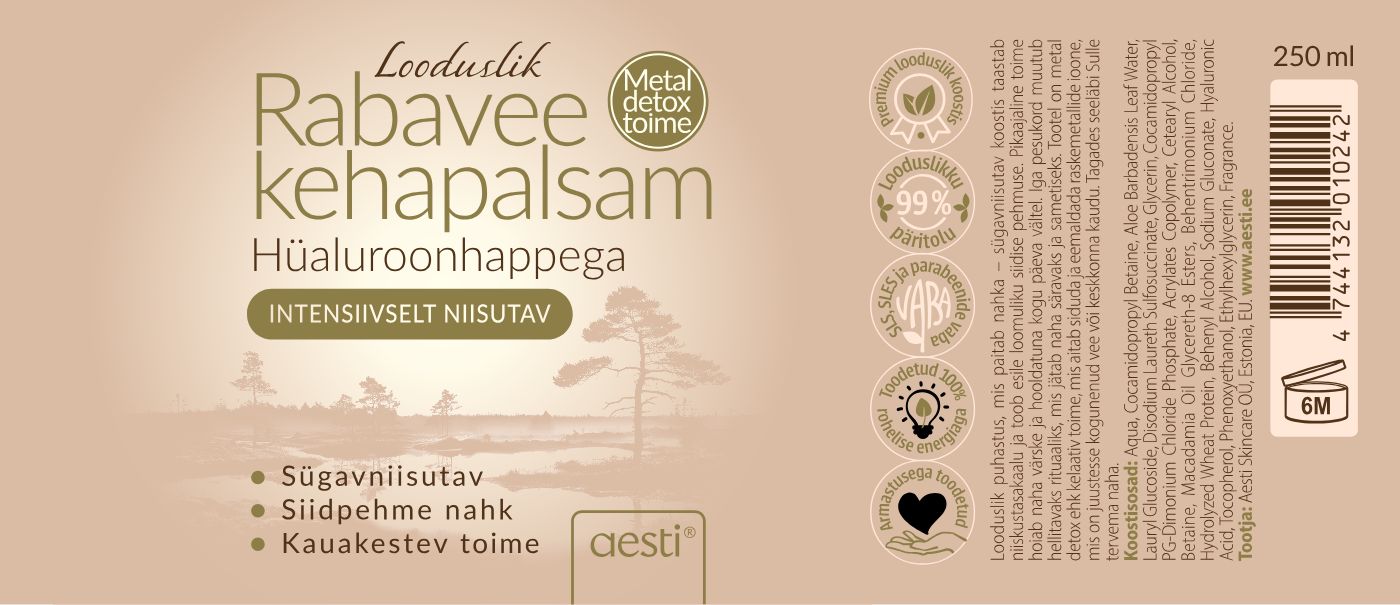 Looduslik
Rabavee
kehapalsam
Metal
detox
toime
Hüaluroonhappega
INTENSIIVSELT NIISUTAV
Sügavniisutav
Siidpehme nahk
Kauakestev toime
aesti®
Premium looduslik koostis
Looduslikku
99%
päritolu
SLS, SLES ja parabeenide vaba
VABA
Toodetud 100%
rohelise energiaga
Armastusega toodetud
Looduslik puhastus, mis paitab nahka – sügavniisutav koostis taastab
niiskustasakaalu ja toob esile loomuliku siidise pehmuse. Pikaajaline toime
hoiab naha värske ja hooldatuna kogu päeva vältel. Iga pesukord muutub
hellitavaks rituaaliks, mis jätab naha säravaks ja sametiseks. Tootel on metal
detox ehk kelaativ toime, mis aitab siduda ja eemaldada raskemetallide ioone,
mis on juustesse kogunenud vee või keskkonna kaudu. Tagades seeläbi Sulle
tervema naha.
Koostisosad: Aqua, Cocamidopropyl Betaine, Aloe Barbadensis Leaf Water,
Lauryl Glucoside, Disodium Laureth Sulfosuccinate, Glycerin, Cocamidopropyl
PG-Dimonium Chloride Phosphate, Acrylates Copolymer, Cetearyl Alcohol,
Betaine, Macadamia Oil Glycereth-8 Esters, Behentrimonium Chloride,
Hydrolyzed Wheat Protein, Behenyl Alcohol, Sodium Gluconate, Hyaluronic
Acid, Tocopherol, Phenoxyethanol, Ethylhexylglycerin, Fragrance.
Tootja: Aesti Skincare OÜ, Estonia, EU. www.aesti.ee
250 ml
4 744132 010242
6M